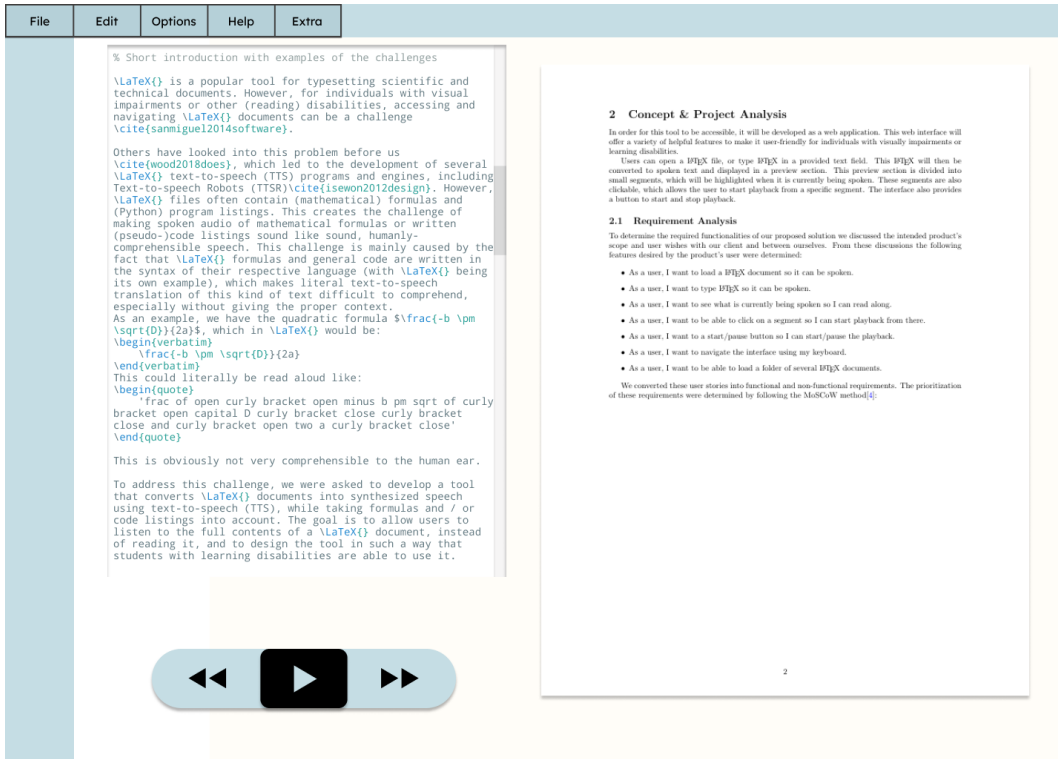 File Edit Options Help Extra
% Short introduction with examples of the challenges
\LaTeX{} is a popular tool for typesetting scientific and
technical documents. However, for individuals with visual
impairments or other (reading) disabilities, accessing and
navigating \LaTeX{} documents can be a challenge
\cite{sanmiguel2014software}.
Others have looked into this problem before us
\cite{wood2018does}, which led to the development of several
\LaTeX{} text-to-speech (TTS) programs and engines, including
Text-to-speech Robots (TTSR)\cite{isewon2012design}. However,
\LaTeX{} files often contain (mathematical) formulas and
(Python) program listings. This creates the challenge of
making spoken audio of mathematical formulas or written
(pseudo-)code listings sound like sound, humanly-
comprehensible speech. This challenge is mainly caused by the
fact that \LaTeX{} formulas and general code are written in
the syntax of their respective language (with \LaTeX{} being
its own example), which makes literal text-to-speech
translation of this kind of text difficult to comprehend,
especially without giving the proper context.
As an example, we have the quadratic formula $\frac{-b \pm
\sqrt{D}}{2a}$, which in \LaTeX{} would be:
\begin{verbatim}
\frac{-b \pm \sqrt{D}}{2a}
\end{verbatim}
This could literally be read aloud like:
\begin{quote}
'frac of open curly bracket open minus b pm sqrt of curly
bracket open capital D curly bracket close curly bracket
close and curly bracket open two a curly bracket close'
\end{quote}
This is obviously not very comprehensible to the human ear.
To address this challenge, we were asked to develop a tool
that converts \LaTeX{} documents into synthesized speech
using text-to-speech (TTS), while taking formulas and / or
code listings into account. The goal is to allow users to
listen to the full contents of a \LaTeX{} document, instead
of reading it, and to design the tool in such a way that
students with learning disabilities are able to use it.
2 Concept & Project Analysis
In order for this tool to be accessible, it will be developed as a web application. This web interface will
offer a variety of helpful features to make it user-friendly for individuals with visually impairments or
learning disabilities.
Users can open a LATEX file, or type LATEX in a provided text field. This LATEX will then be
converted to spoken text and displayed in a preview section. This preview section is divided into
small segments, which will be highlighted when it is currently being spoken. These segments are also
clickable, which allows the user to start playback from a specific segment. The interface also provides
a button to start and stop playback.
2.1 Requirement Analysis
To determine the required functionalities of our proposed solution we discussed the intended product's
scope and user wishes with our client and between ourselves. From these discussions the following
features desired by the product's user were determined:
• As a user, I want to load a LATEX document so it can be spoken.
• As a user, I want to type LATEX so it can be spoken.
• As a user, I want to see what is currently being spoken so I can read along.
• As a user, I want to be able to click on a segment so I can start playback from there.
• As a user, I want to a start/pause button so I can start/pause the playback.
• As a user, I want to navigate the interface using my keyboard.
• As a user, I want to be able to load a folder of several LATEX documents.
We converted these user stories into functional and non-functional requirements. The prioritization
of these requirements were determined by following the MoSCoW method[4]:
2